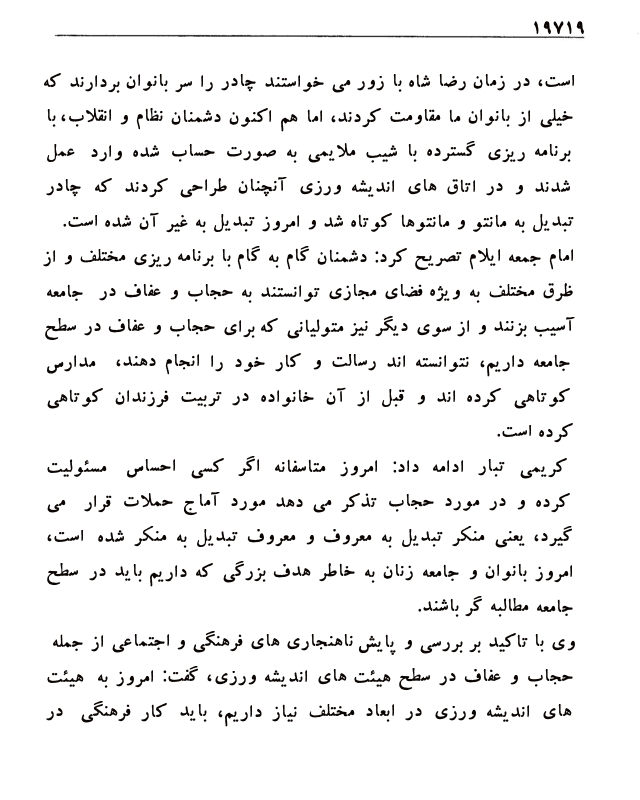 ۱۹۷۱۹
است، در زمان رضا شاه با زور می خواستند چادر را سر بانوان بردارند که
خیلی از بانوان ما مقاومت کردند، اما هم اکنون دشمنان نظام و انقلاب، با
برنامه ریزی گسترده با شیب ملایمی به صورت حساب شده وارد عمل
شدند و در اتاق های اندیشه ورزی آنچنان طراحی کردند که چادر
تبدیل به مانتو و مانتوها کوتاه شد و امروز تبدیل به غیر آن شده است.
امام جمعه ایلام تصریح کرد: دشمنان گام به گام با برنامه ریزی مختلف و از
ظرق مختلف به ویژه فضای مجازی توانستند به حجاب و عفاف در جامعه
آسیب بزنند و از سوی دیگر نیز متولیانی که برای حجاب و عفاف در سطح
جامعه داریم، نتوانسته اند رسالت و کار خود را انجام دهند، مدارس
کوتاهی کرده اند و قبل از آن خانواده در تربیت فرزندان کوتاهی
کرده است.
کریمی تبار ادامه داد: امروز متاسفانه اگر کسی احساس مسئولیت
کرده و در مورد حجاب تذکر می دهد مورد آماج حملات قرار می
گیرد، یعنی منکر تبدیل به معروف و معروف تبدیل به منکر شده است،
امروز بانوان و جامعه زنان به خاطر هدف بزرگی که داریم باید در سطح
جامعه مطالبه گر باشند.
وی با تاکید بر بررسی و پایش ناهنجاری های فرهنگی و اجتماعی از جمله
حجاب و عفاف در سطح هیئت های اندیشه ورزی، گفت: امروز به هیئت
های اندیشه ورزی در ابعاد مختلف نیاز داریم، باید کار فرهنگی در